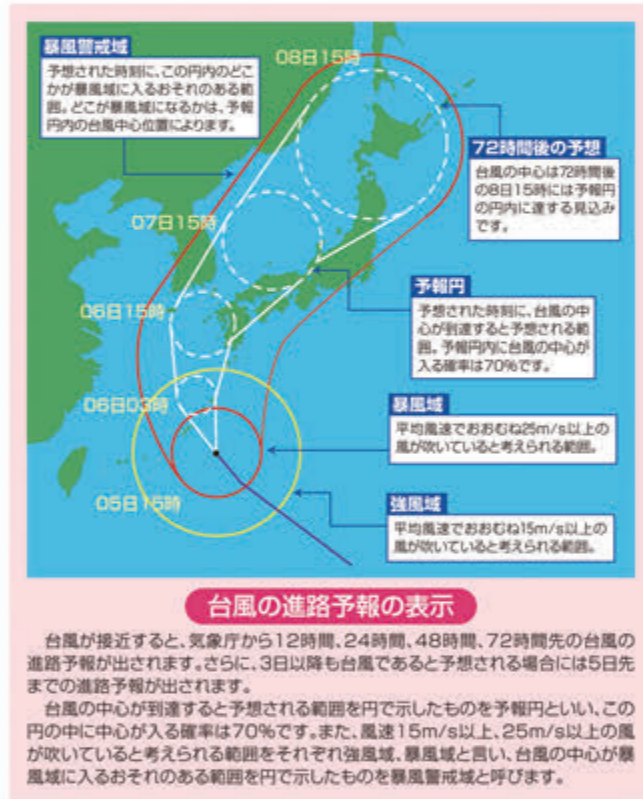 暴風警戒域
予想された時刻に、この円内のどこ
かが暴風域に入るおそれのある範
囲。どこが暴風域になるかは、予報
円内の台風中心位置によります。
08日15時
72時間後の予想
台風の中心は72時間後
の8日15時には予報円
の円内に達する見込み
です。
07日15時
予報円
予想された時刻に、台風の中
心が到達すると予想される範
囲。予報円内に台風の中心が
入る確率は70%です。
06日15時
06日03時
暴風域
平均風速でおおむね25m/s以上の
風が吹いていると考えられる範囲。
05日15時
強風域
平均風速でおおむね15m/s以上の
風が吹いていると考えられる範囲。
台風の進路予報の表示
台風が接近すると、気象庁から12時間、24時間、48時間、72時間先の台風の
進路予報が出されます。さらに、3日以降も台風であると予想される場合には5日先
までの進路予報が出されます。
台風の中心が到達すると予想される範囲を円で示したものを予報円といい、この
円の中に中心が入る確率は70%です。また、風速15m/s以上、25m/s以上の風
が吹いていると考えられる範囲をそれぞれ強風域、暴風域と言い、台風の中心が暴
風域に入るおそれのある範囲を円で示したものを暴風警戒域と呼びます。